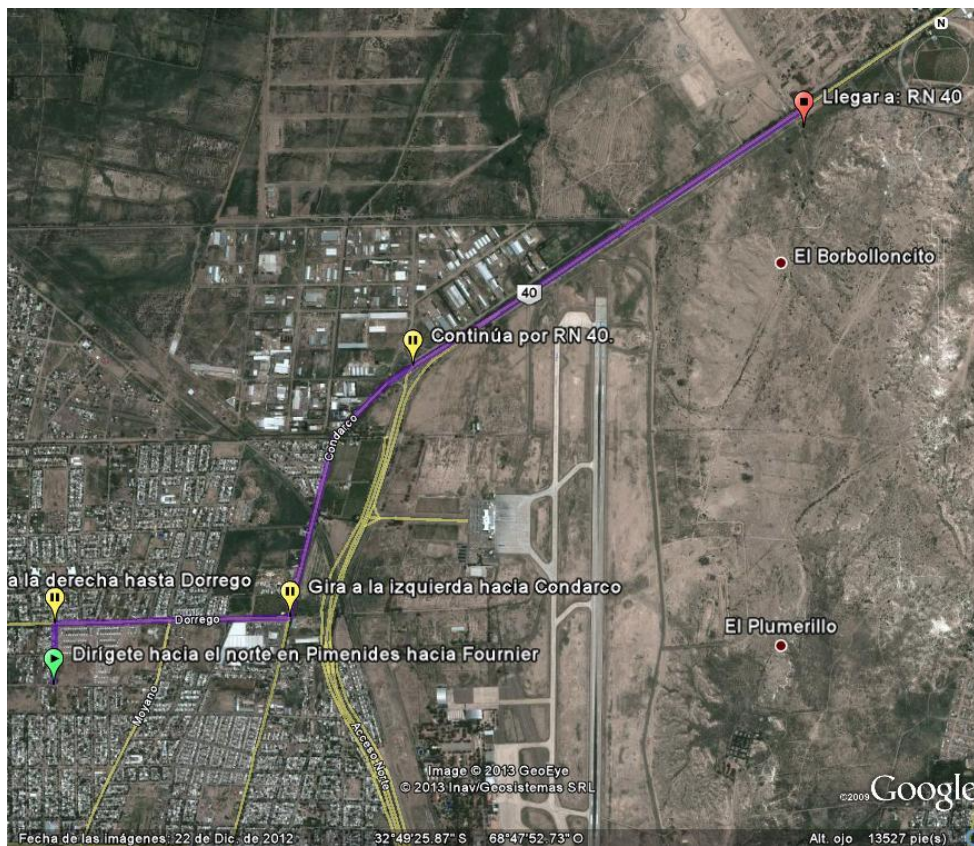 N
Llegar a: RN 40
El Borbolloncito
40
Continúa por RN 40.
Condarco
a la derecha hasta Dorrego
Gira a la izquierda hacia Condarco
Dorrego
El Plumerillo
Dirígete hacia el norte en Pimenides hacia Fournier
Moyano
Acceso Norte
Image © 2013 GeoEye
© 2013 Inav/Geosistemas SRL
©2009 Google
Fecha de las imágenes: 22 de Dic. de 2012 32°49'25.87" S 68°47'52.73" O Alt. ojo 13527 pie(s)